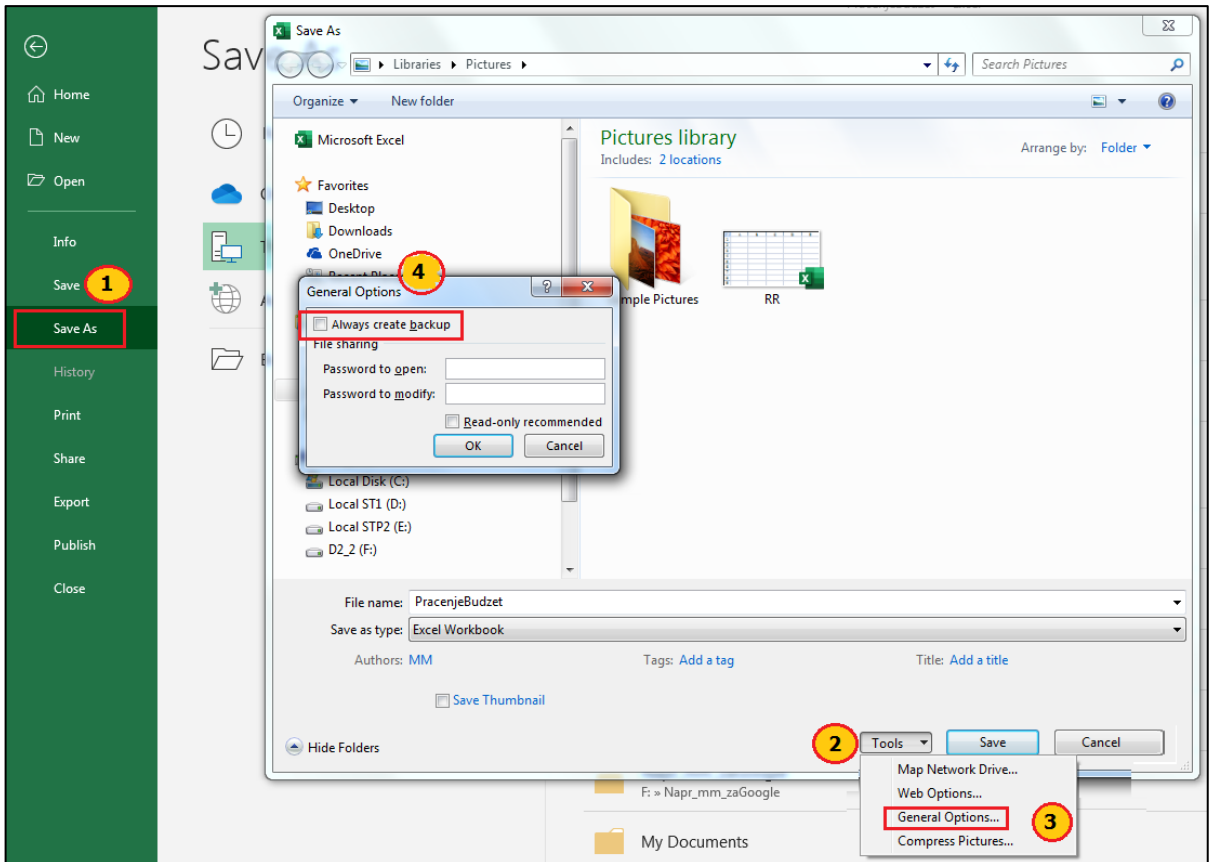 Save As
Libraries ▸ Pictures ▸
Search Pictures
Organize
New folder
Home
New
Open
Info
Save
1
Save As
History
Print
Share
Export
Publish
Close
Sav
Microsoft Excel
Favorites
Desktop
Downloads
OneDrive
Pictures library
Includes: 2 locations
Arrange by: Folder
RR
Pictures
4
General Options
Always create backup
File sharing
Password to open:
Password to modify:
Read-only recommended
OK
Cancel
Local Disk (C:)
Local ST1 (D:)
Local STP2 (E:)
D2_2 (F:)
File name: PracenjeBudzet
Save as type: Excel Workbook
Authors: MM
Tags: Add a tag
Title: Add a title
Save Thumbnail
Hide Folders
2
Tools
Save
Cancel
Map Network Drive...
Web Options...
General Options...
3
Compress Pictures...
F: » Napr_mm_zaGoogle
My Documents